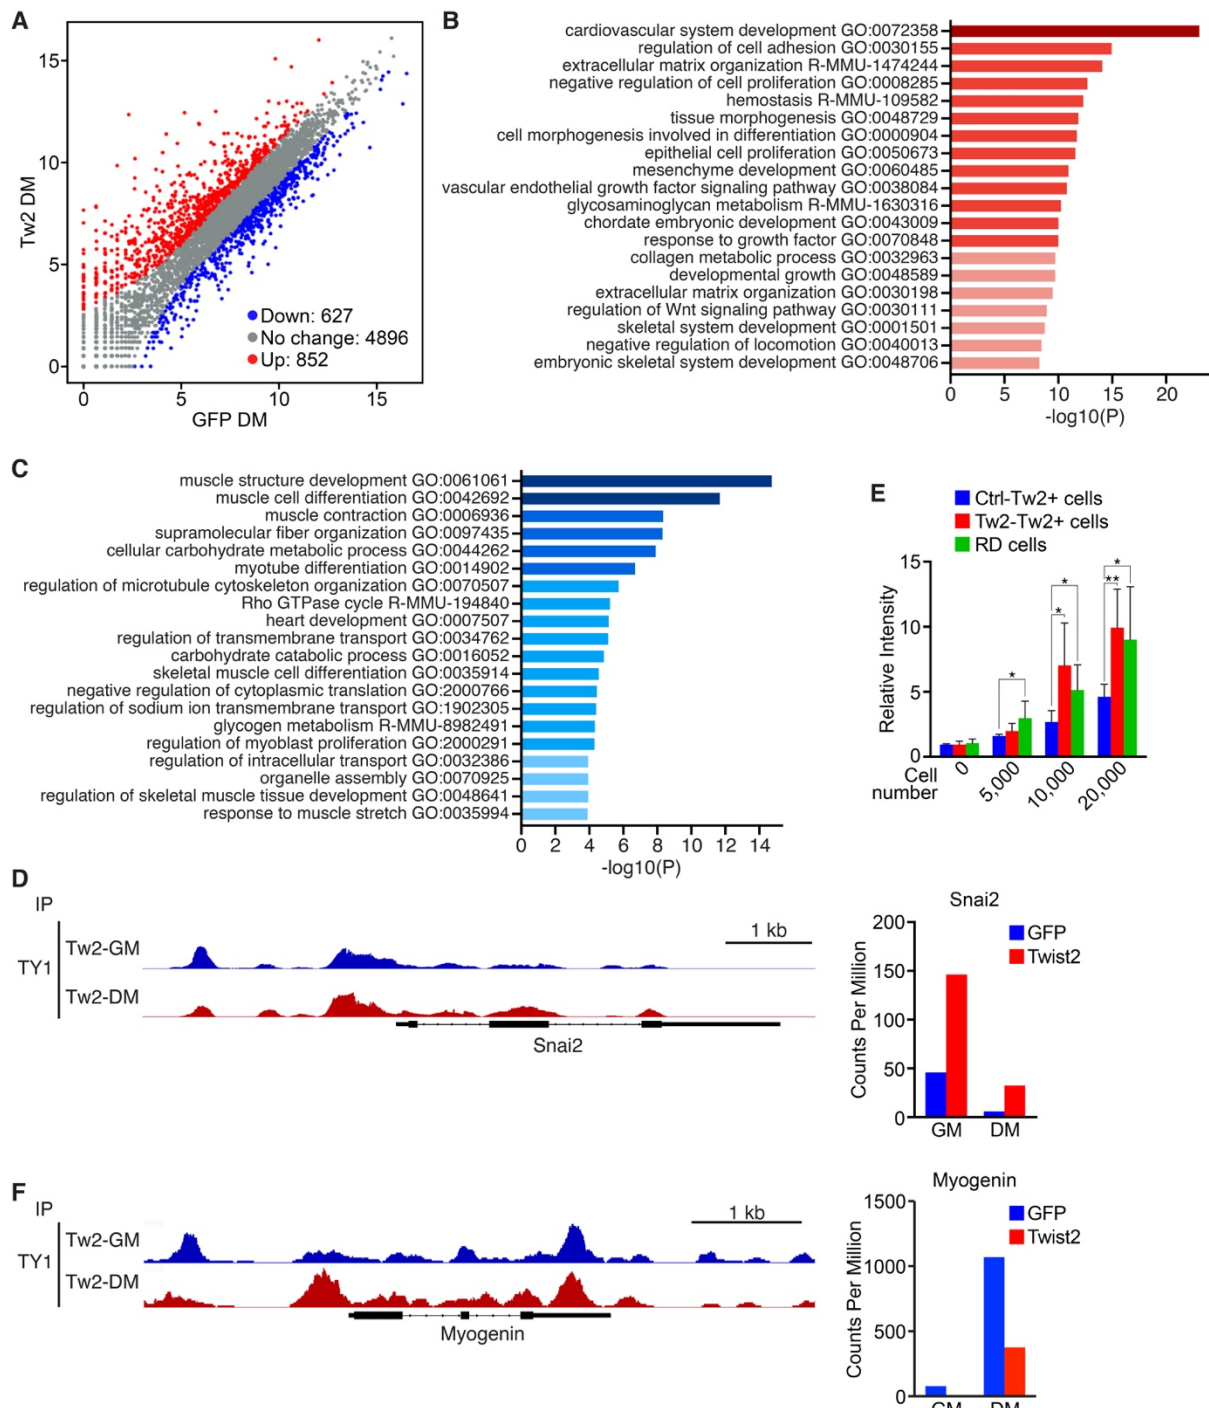 A
Tw2 DM
15
10
5
0
0 5 10 15
GFP DM
Down: 627
No change: 4896
Up: 852
B
cardiovascular system development GO:0072358
regulation of cell adhesion GO:0030155
extracellular matrix organization R-MMU-1474244
negative regulation of cell proliferation GO:0008285
hemostasis R-MMU-109582
tissue morphogenesis GO:0048729
cell morphogenesis involved in differentiation GO:0000904
epithelial cell proliferation GO:0050673
mesenchyme development GO:0060485
vascular endothelial growth factor signaling pathway GO:0038084
glycosaminoglycan metabolism R-MMU-1630316
chordate embryonic development GO:0043009
response to growth factor GO:0070848
collagen metabolic process GO:0032963
developmental growth GO:0048589
extracellular matrix organization GO:0030198
regulation of Wnt signaling pathway GO:0030111
skeletal system development GO:0001501
negative regulation of locomotion GO:0040013
embryonic skeletal system development GO:0048706
0 5 10 15 20
-log10(P)
C
muscle structure development GO:0061061
muscle cell differentiation GO:0042692
muscle contraction GO:0006936
supramolecular fiber organization GO:0097435
cellular carbohydrate metabolic process GO:0044262
myotube differentiation GO:0014902
regulation of microtubule cytoskeleton organization GO:0070507
Rho GTPase cycle R-MMU-194840
heart development GO:0007507
regulation of transmembrane transport GO:0034762
carbohydrate catabolic process GO:0016052
skeletal muscle cell differentiation GO:0035914
negative regulation of cytoplasmic translation GO:2000766
regulation of sodium ion transmembrane transport GO:1902305
glycogen metabolism R-MMU-8982491
regulation of myoblast proliferation GO:2000291
regulation of intracellular transport GO:0032386
organelle assembly GO:0070925
regulation of skeletal muscle tissue development GO:0048641
response to muscle stretch GO:0035994
0 2 4 6 8 10 12 14
-log10(P)
E
Ctrl-Tw2+ cells
Tw2-Tw2+ cells
RD cells
Relative Intensity
15
10
5
0
*
*
*
**
*
Cell
number
0 5,000 10,000 20,000
D
IP
TY1
Tw2-GM
Tw2-DM
1 kb
Snai2
Snai2
Counts Per Million
200
150
100
50
0
GFP
Twist2
GM DM
F
IP
TY1
Tw2-GM
Tw2-DM
1 kb
Myogenin
Myogenin
Counts Per Million
1500
1000
500
0
GFP
Twist2
GM DM